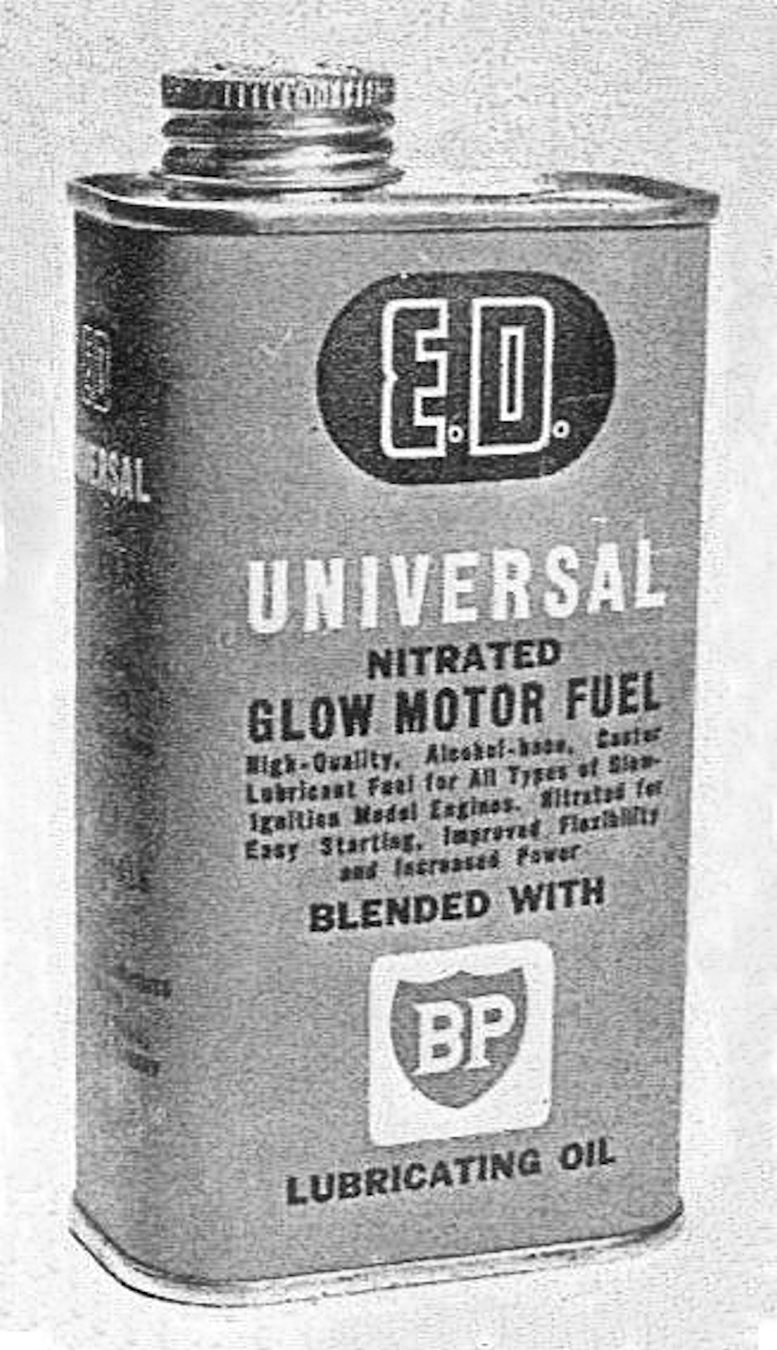 E.D.
UNIVERSAL
NITRATED
GLOW MOTOR FUEL
High-Quality, Alcohol-base, Castor
Lubricant Fuel for All Types of Glow-
Ignition Model Engines. Nitrated for
Easy Starting, Improved Flexibility
and Increased Power
BLENDED WITH
BP
LUBRICATING OIL
E.D.
VERSAL